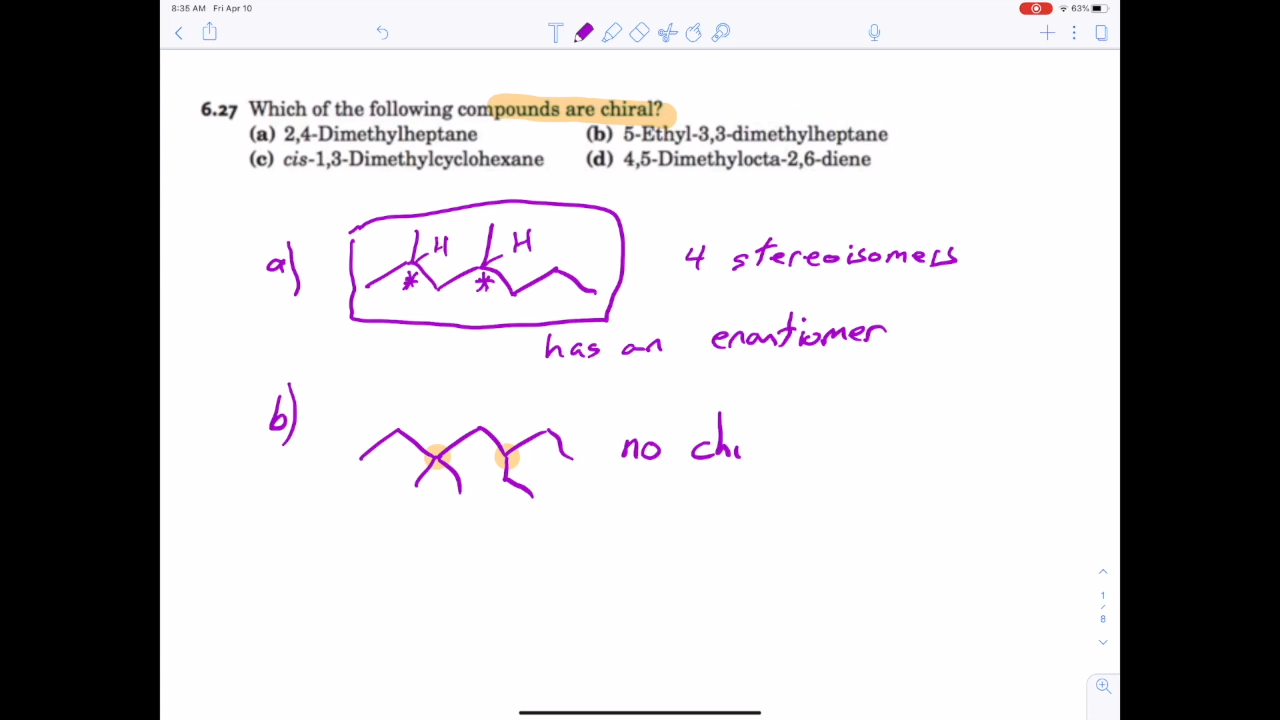 8:35 AM Fri Apr 10
63%
6.27 Which of the following compounds are chiral?
(a) 2,4-Dimethylheptane (b) 5-Ethyl-3,3-dimethylheptane
(c) cis-1,3-Dimethylcyclohexane (d) 4,5-Dimethylocta-2,6-diene
a) H H 4 stereoisomers
* *
has an enantiomer
b) no chi
1
/
8